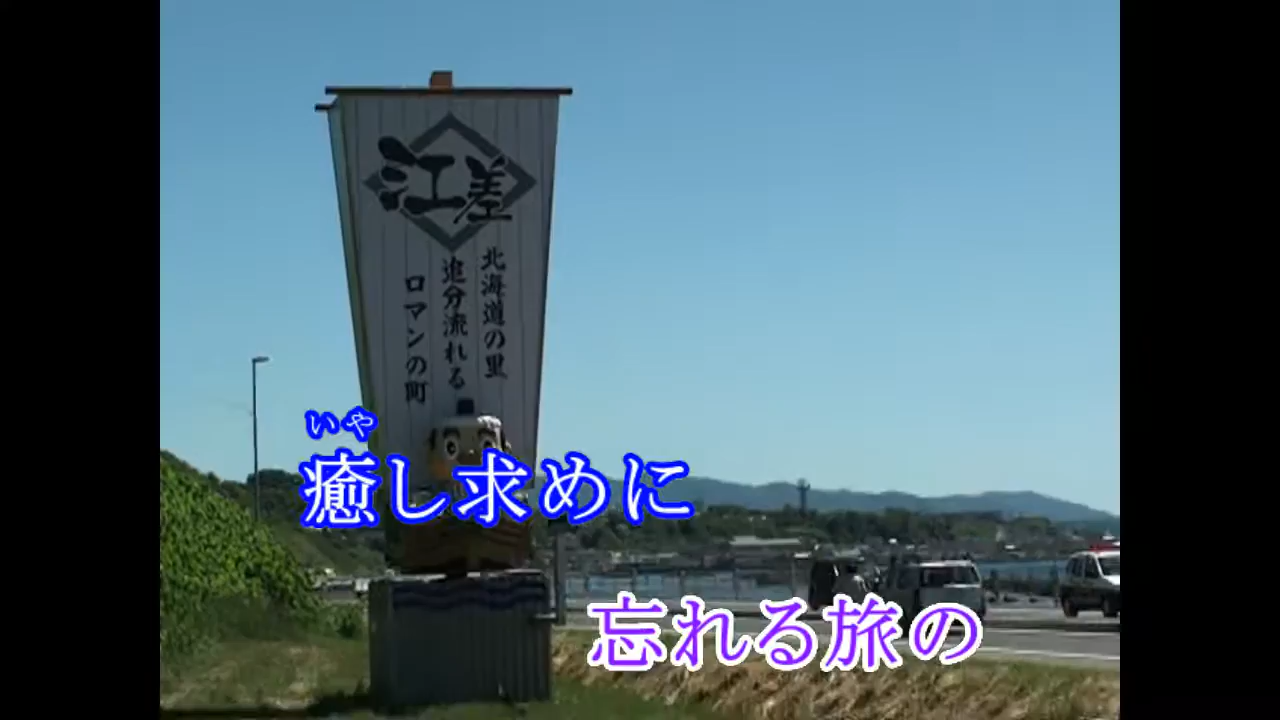 江差
北海道の里
追分流れる
ロマンの町
いや
癒し求めに
忘れる旅の